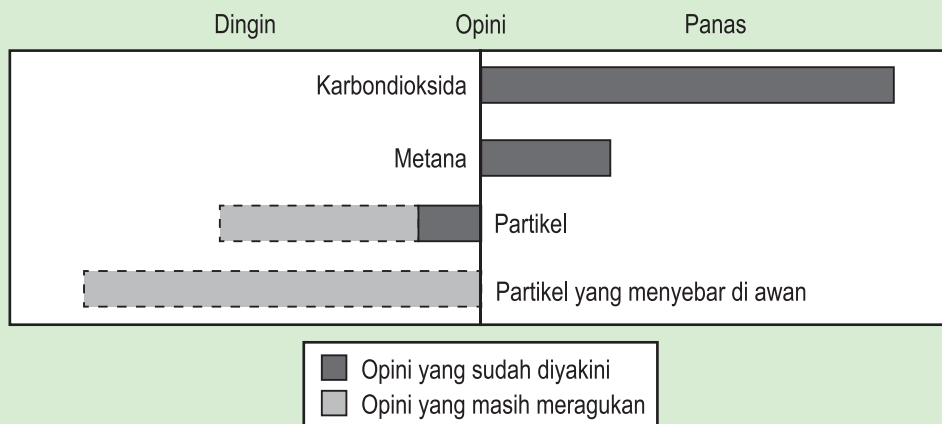 Dingin Opini Panas
Karbondioksida
Metana
Partikel
Partikel yang menyebar di awan
Opini yang sudah diyakini
Opini yang masih meragukan